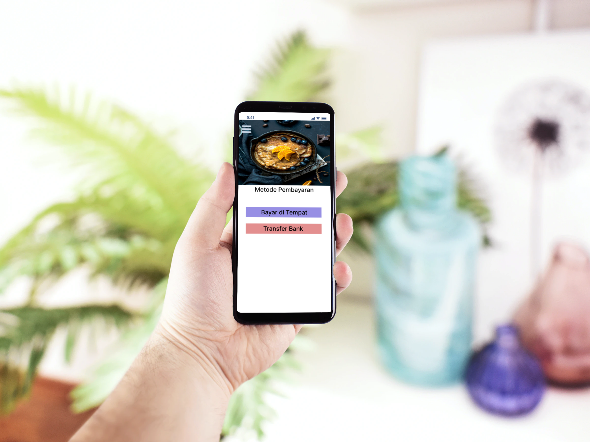 Metode Pembayaran
Bayar di Tempat
Transfer Bank